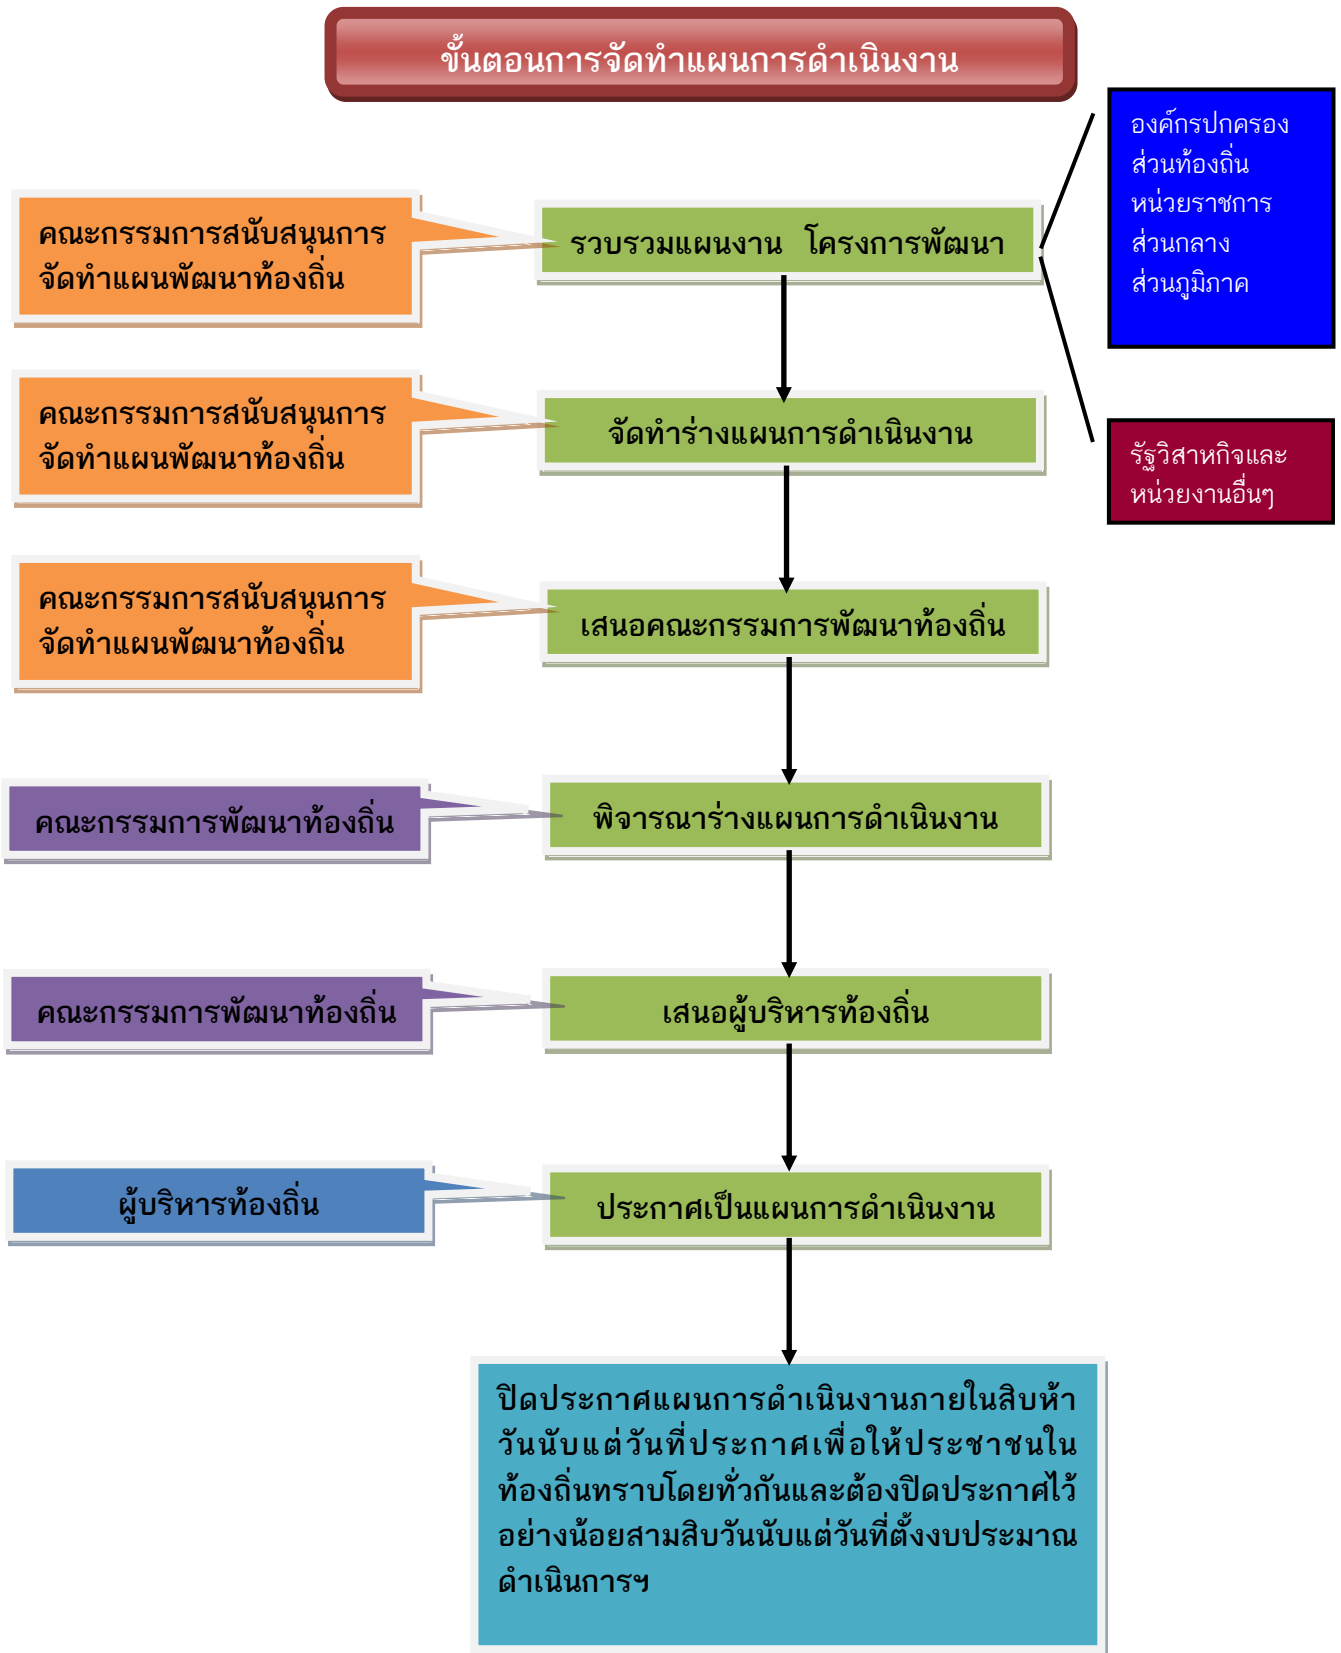 ขั้นตอนการจัดทำแผนการดำเนินงาน
องค์กรปกครอง
ส่วนท้องถิ่น
หน่วยราชการ
ส่วนกลาง
ส่วนภูมิภาค
คณะกรรมการสนับสนุนการ
จัดทำแผนพัฒนาท้องถิ่น
รวบรวมแผนงาน โครงการพัฒนา
คณะกรรมการสนับสนุนการ
จัดทำแผนพัฒนาท้องถิ่น
จัดทำร่างแผนการดำเนินงาน
รัฐวิสาหกิจและ
หน่วยงานอื่นๆ
คณะกรรมการสนับสนุนการ
จัดทำแผนพัฒนาท้องถิ่น
เสนอคณะกรรมการพัฒนาท้องถิ่น
คณะกรรมการพัฒนาท้องถิ่น
พิจารณาร่างแผนการดำเนินงาน
คณะกรรมการพัฒนาท้องถิ่น
เสนอผู้บริหารท้องถิ่น
ผู้บริหารท้องถิ่น
ประกาศเป็นแผนการดำเนินงาน
ปิดประกาศแผนการดำเนินงานภายในสิบห้า
วันนับแต่วันที่ประกาศเพื่อให้ประชาชนใน
ท้องถิ่นทราบโดยทั่วกันและต้องปิดประกาศไว้
อย่างน้อยสามสิบวันนับแต่วันที่ตั้งงบประมาณ
ดำเนินการฯ